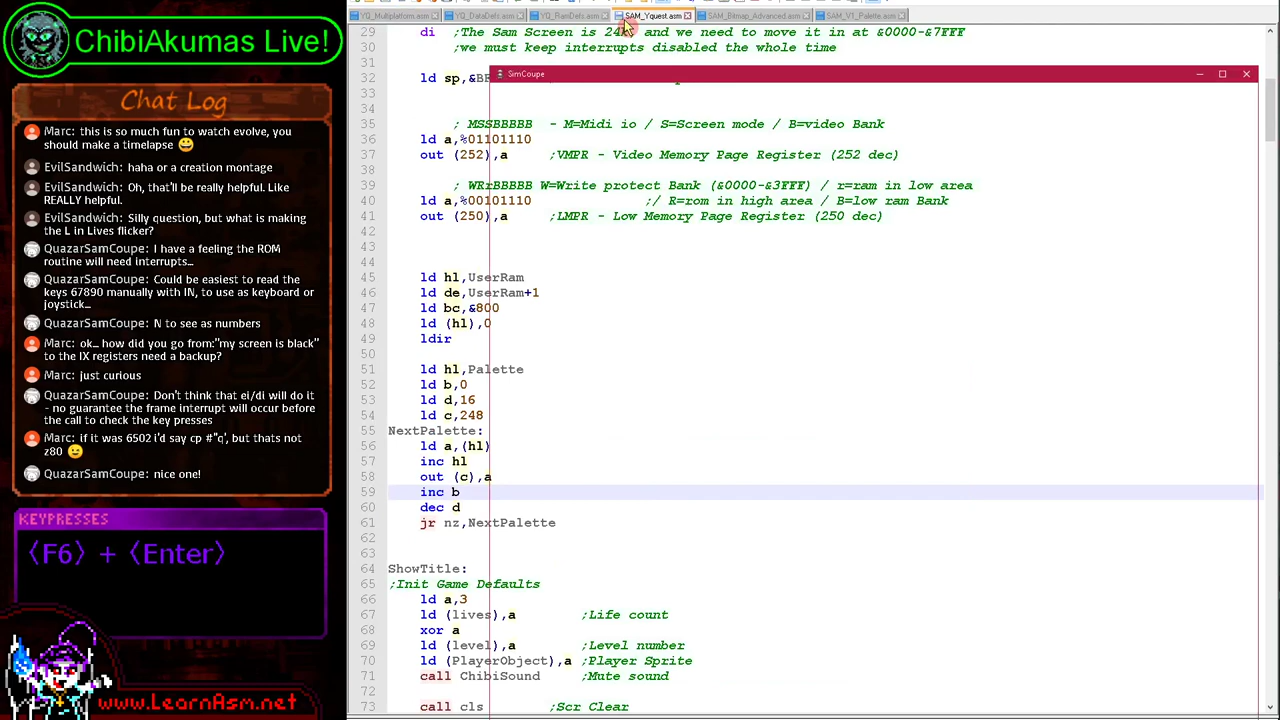 ChibiAkumas Live!
Chat Log
Marc: this is so much fun to watch evolve, you
should make a timelapse 😀
EvilSandwich: haha or a creation montage
EvilSandwich: Oh, that'll be really helpful. Like
REALLY helpful.
EvilSandwich: Silly question, but what is making
the L in Lives flicker?
QuazarSamCoupe: I have a feeling the ROM
routine will need interrupts...
QuazarSamCoupe: Could be easiest to read the
keys 67890 manually with IN, to use as keyboard or
joystick...
QuazarSamCoupe: N to see as numbers
Marc: ok... how did you go from:"my screen is black"
to the IX registers need a backup?
Marc: just curious
QuazarSamCoupe: Don't think that ei/di will do it
- no guarantee the frame interrupt will occur before
the call to check the key presses
Marc: if it was 6502 i'd say cp #"q', but thats not
z80 😉
QuazarSamCoupe: nice one!
KEYPRESSES
〈F6〉 + 〈Enter〉
www.LearnAsm.net
YQ_Multiplatform.asm YQ_DataDefs.asm YQ_RamDefs.asm SAM_Yquest.asm SAM_Bitmap_Advanced.asm SAM_V1_Palette.asm
29 di ;The Sam Screen is 24 and we need to move it in at &0000-&7FFF
30 ;we must keep interrupts disabled the whole time
31
SimCoupe
32 ld sp,&B
33
34
35 ; MSSBBBBB - M=Midi io / S=Screen mode / B=video Bank
36 ld a,%01101110
37 out (252),a ;VMPR - Video Memory Page Register (252 dec)
38
39 ; WRrBBBBB W=Write protect Bank (&0000-&3FFF) / r=ram in low area
40 ld a,%00101110 ;/ R=rom in high area / B=low ram Bank
41 out (250),a ;LMPR - Low Memory Page Register (250 dec)
42
43
44
45 ld hl,UserRam
46 ld de,UserRam+1
47 ld bc,&800
48 ld (hl),0
49 ldir
50
51 ld hl,Palette
52 ld b,0
53 ld d,16
54 ld c,248
55 NextPalette:
56 ld a,(hl)
57 inc hl
58 out (c),a
59 inc b
60 dec d
61 jr nz,NextPalette
62
63
64 ShowTitle:
65 ;Init Game Defaults
66 ld a,3
67 ld (lives),a ;Life count
68 xor a
69 ld (level),a ;Level number
70 ld (PlayerObject),a ;Player Sprite
71 call ChibiSound ;Mute sound
72
73 call cls ;Scr Clear